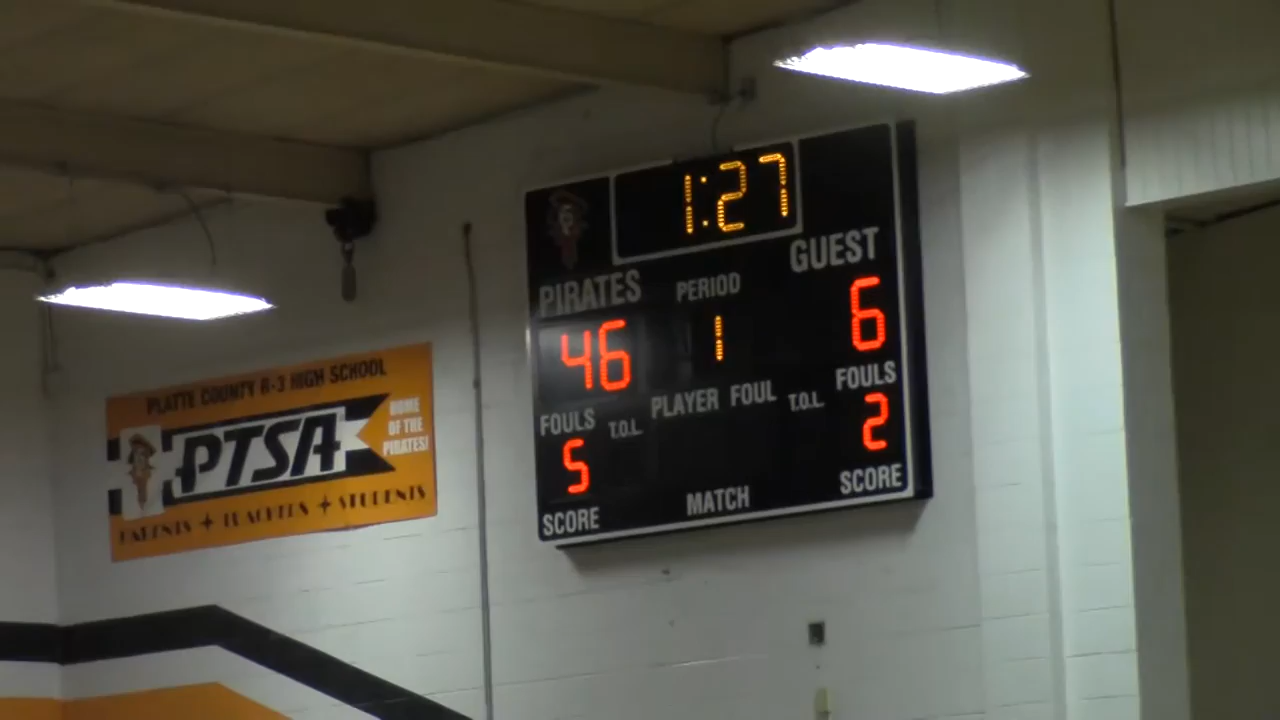 PLATTE COUNTY R-3 HIGH SCHOOL
PTSA
HOME
OF THE
PIRATES!
PARENTS + TEACHERS + STUDENTS
1:27
PIRATES
PERIOD
GUEST
46
1
6
FOULS
T.O.L.
PLAYER FOUL
T.O.L.
FOULS
5
2
SCORE
MATCH
SCORE